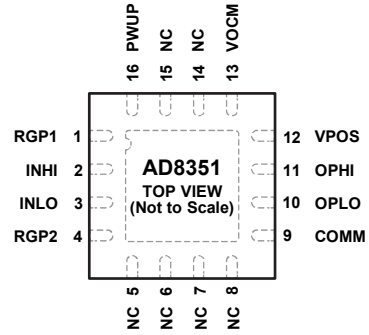 16 PWUP
15 NC
14 NC
13 VOCM
RGP1 1
INHI 2
INLO 3
RGP2 4
AD8351
TOP VIEW
(Not to Scale)
12 VPOS
11 OPHI
10 OPLO
9 COMM
NC 5
NC 6
NC 7
NC 8